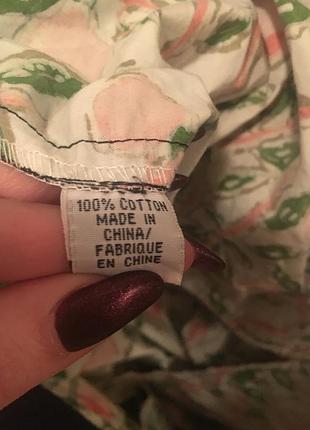 100% COTTON
MADE IN
CHINA/
FABRIQUE
EN CHINE